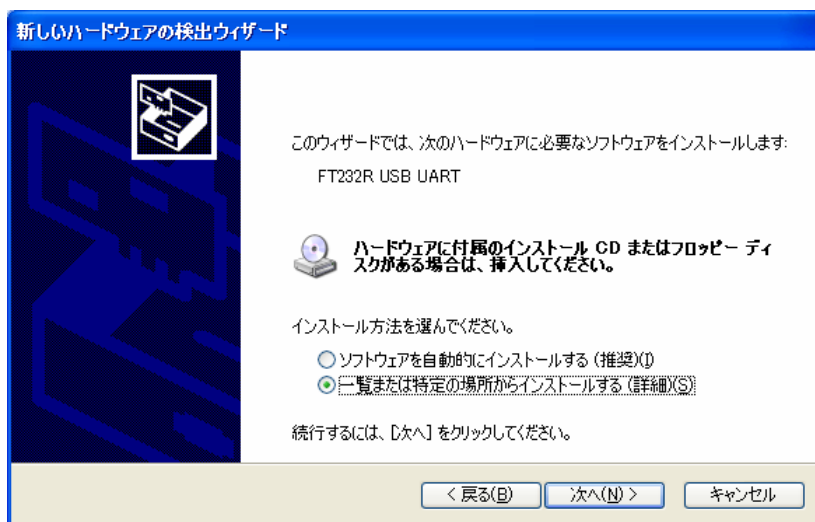 新しいハードウェアの検出ウィザード
このウィザードでは、次のハードウェアに必要なソフトウェアをインストールします:
FT232R USB UART
ハードウェアに付属のインストール CD またはフロッピー ディ
スクがある場合は、挿入してください。
インストール方法を選んでください。
ソフトウェアを自動的にインストールする (推奨)(I)
一覧または特定の場所からインストールする (詳細)(S)
続行するには、[次へ] をクリックしてください。
< 戻る(B) 次へ(N) > キャンセル